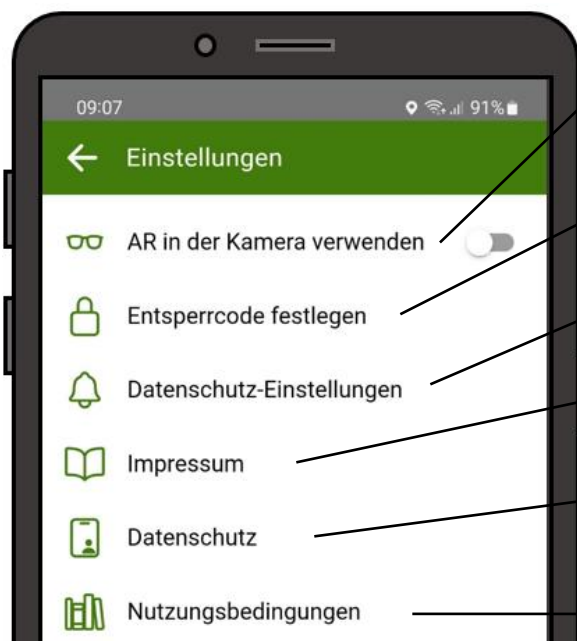 09:07 91%
Einstellungen
AR in der Kamera verwenden
Entsperrcode festlegen
Datenschutz-Einstellungen
Impressum
Datenschutz
Nutzungsbedingungen